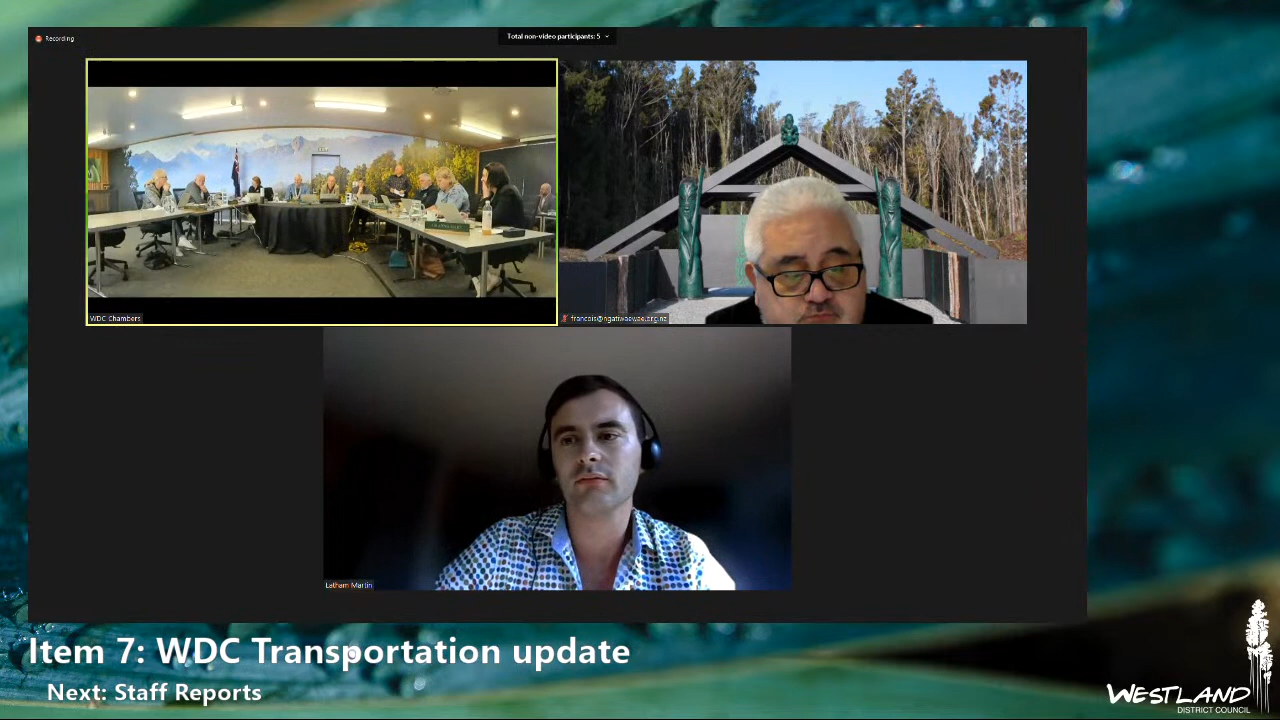 Recording
Total non-video participants: 5
WDC Chambers
francois@ngatiwaewae.org.nz
Latham Martin
Item 7: WDC Transportation update
Next: Staff Reports
WESTLAND
DISTRICT COUNCIL